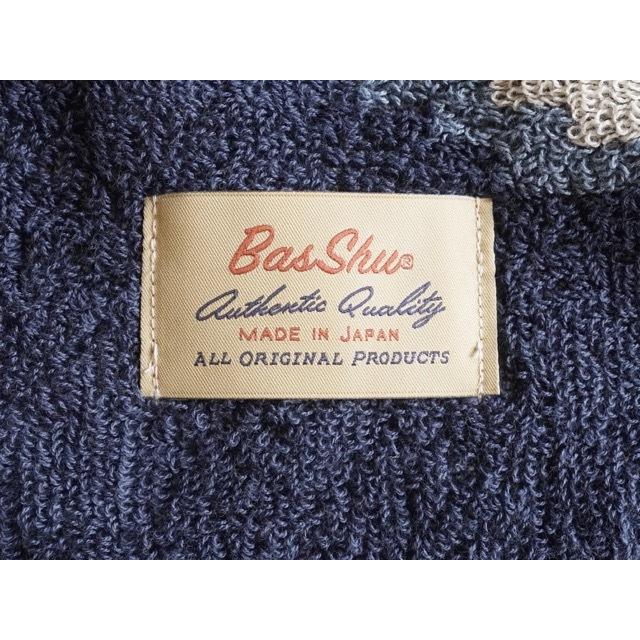 BasShu®
Authentic Quality
MADE IN JAPAN
ALL ORIGINAL PRODUCTS